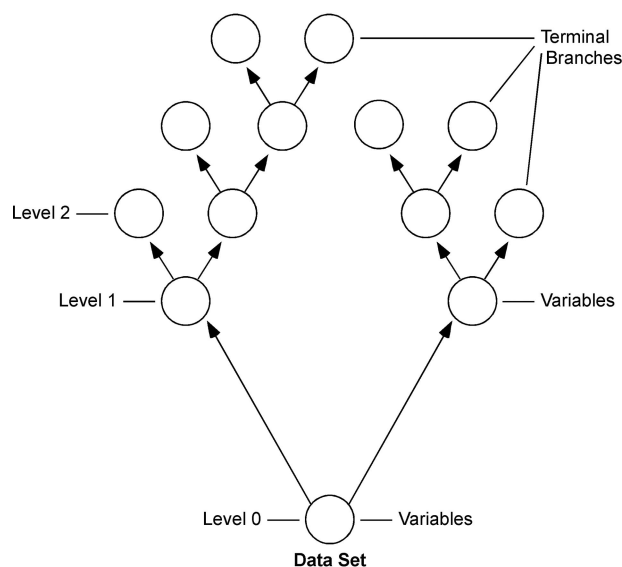 Terminal
Branches
Level 2
Level 1
Variables
Level 0
Variables
Data Set